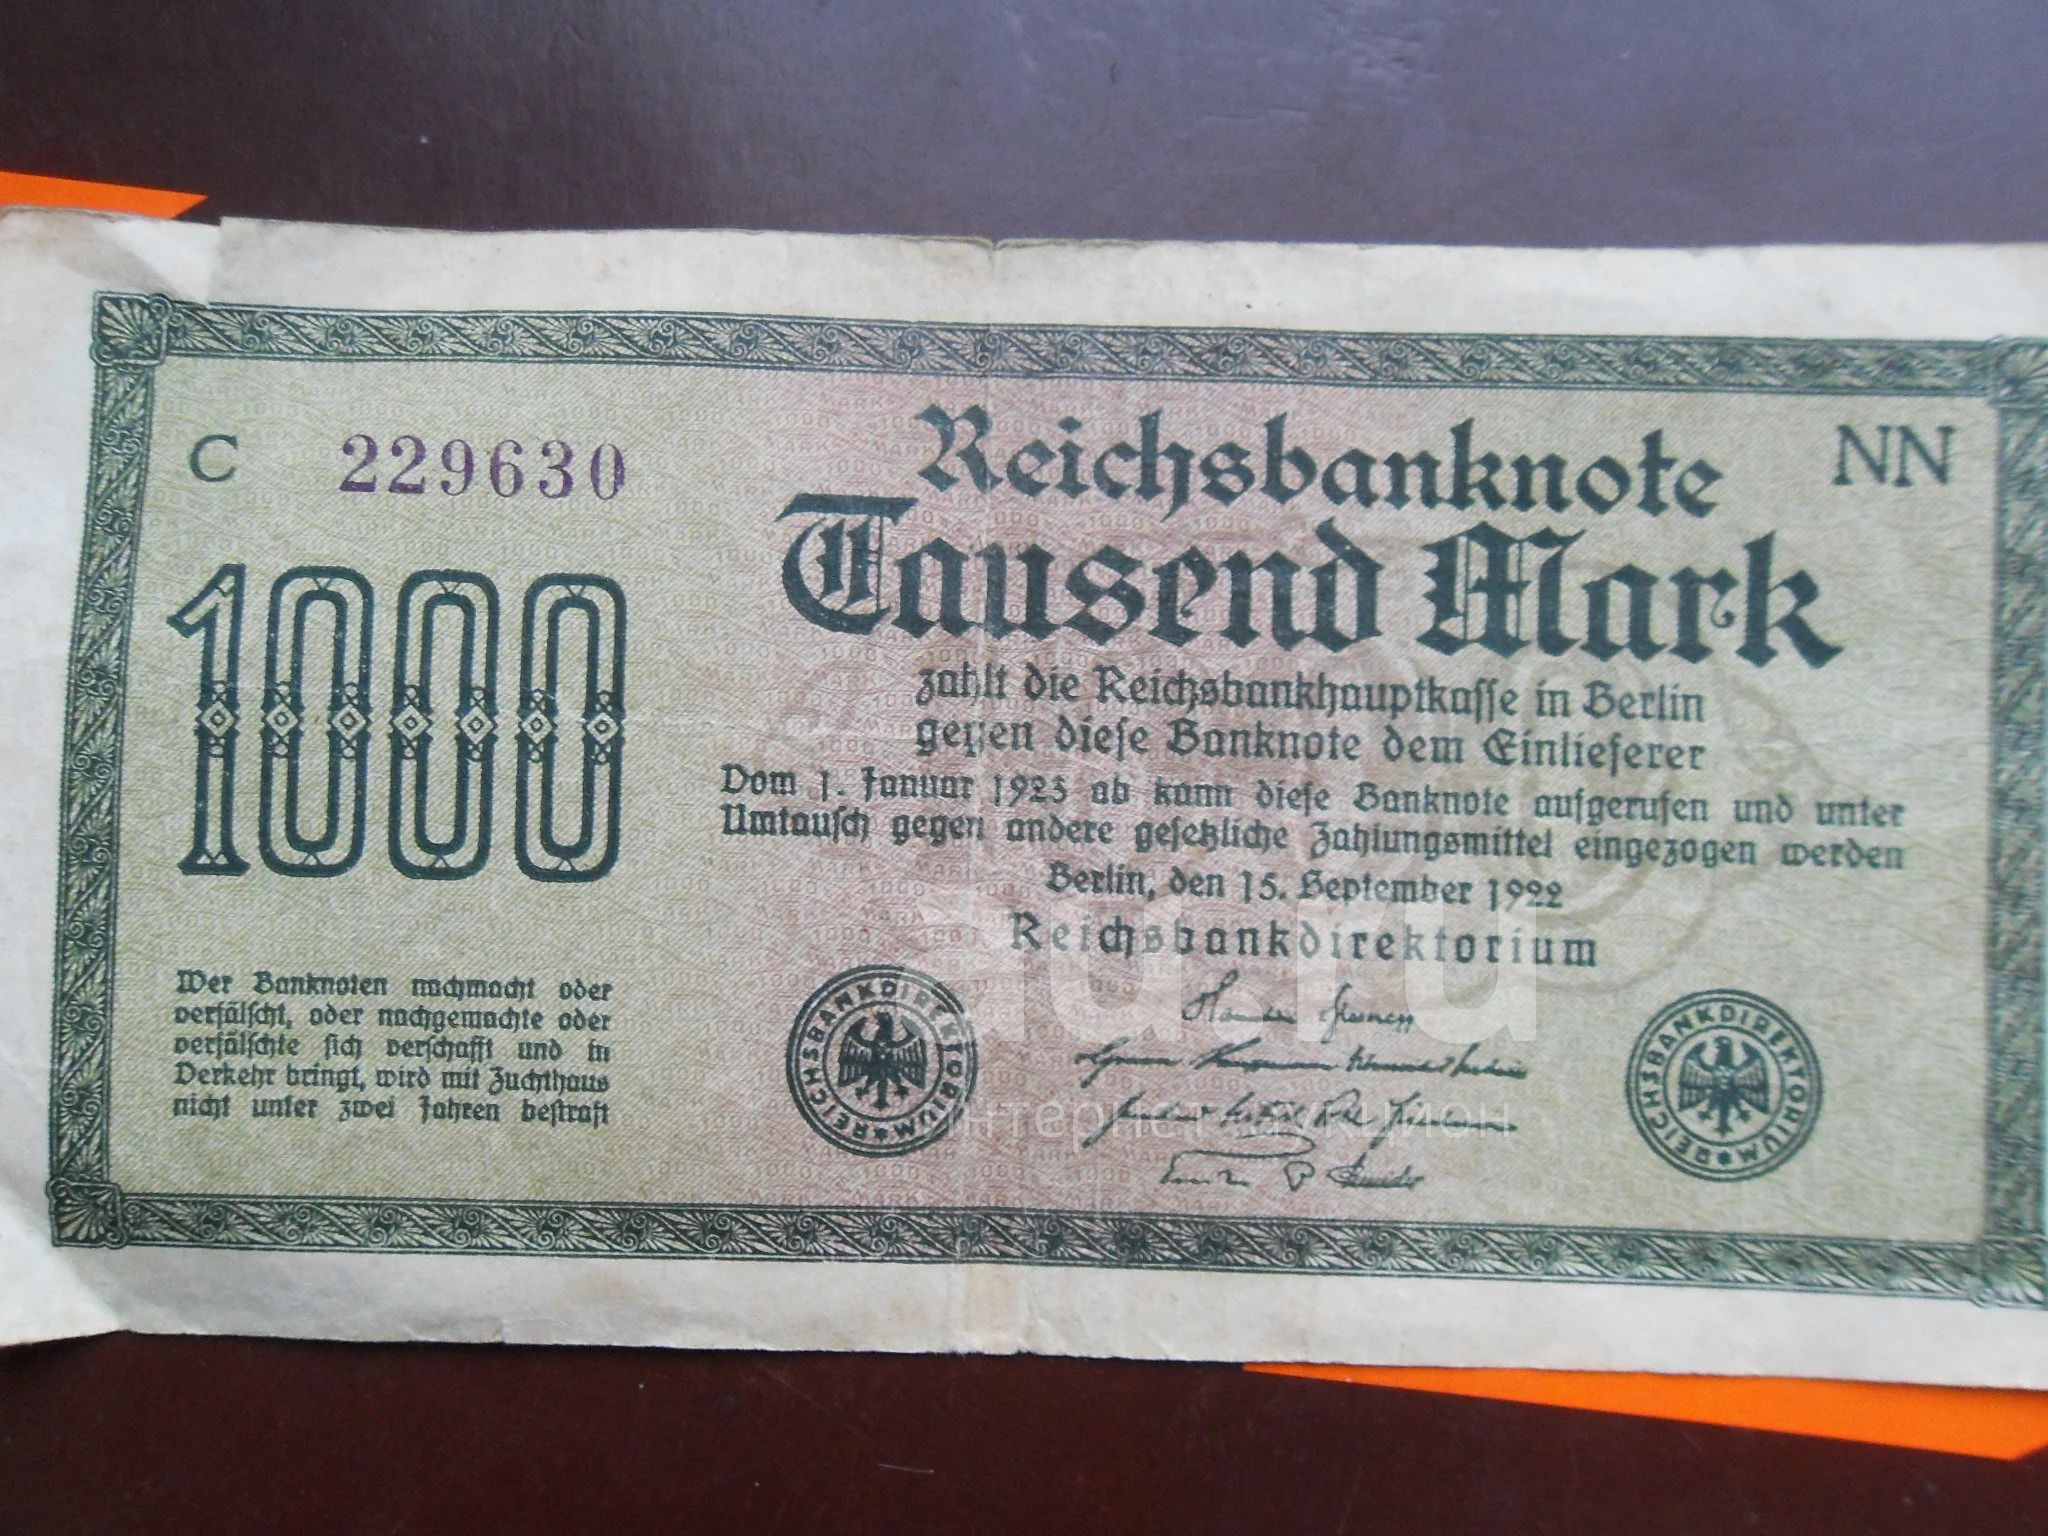 C 229630
NN
Reichsbanknote
Tausend Mark
1000
zahlt die Reichsbankhauptkasse in Berlin
gegen diese Banknote dem Einlieferer
Vom 1. Januar 1923 ab kann diese Banknote aufgerufen und unter
Umtausch gegen andere gesetzliche Zahlungsmittel eingezogen werden
Berlin, den 15. September 1922
Reichsbankdirektorium
Wer Banknoten nachmacht oder
verfälscht, oder nachgemachte oder
verfälschte sich verschafft und in
Verkehr bringt, wird mit Zuchthaus
nicht unter zwei Jahren bestraft
REICHSBANKDIREKTORIUM
REICHSBANKDIREKTORIUM